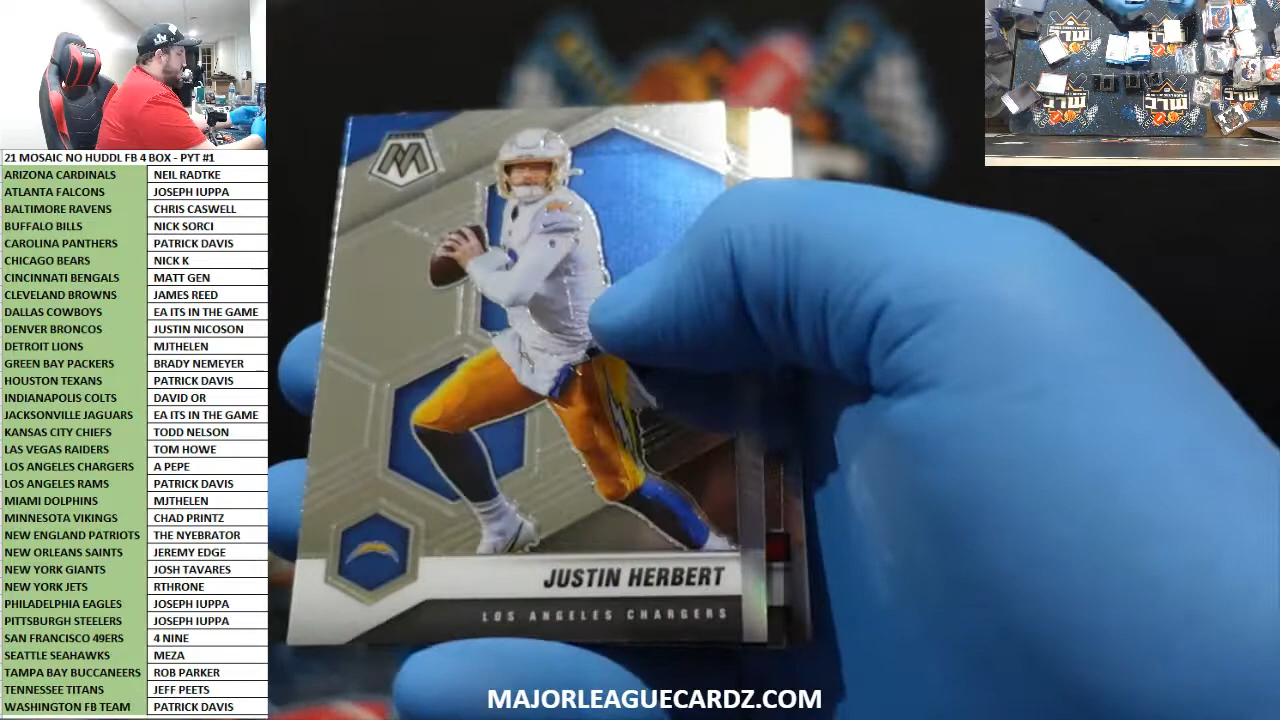 21 MOSAIC NO HUDDL FB 4 BOX - PYT #1
ARIZONA CARDINALS NEIL RADTKE
ATLANTA FALCONS JOSEPH IUPPA
BALTIMORE RAVENS CHRIS CASWELL
BUFFALO BILLS NICK SORCI
CAROLINA PANTHERS PATRICK DAVIS
CHICAGO BEARS NICK K
CINCINNATI BENGALS MATT GEN
CLEVELAND BROWNS JAMES REED
DALLAS COWBOYS EA ITS IN THE GAME
DENVER BRONCOS JUSTIN NICOSON
DETROIT LIONS MJTHELEN
GREEN BAY PACKERS BRADY NEMEYER
HOUSTON TEXANS PATRICK DAVIS
INDIANAPOLIS COLTS DAVID OR
JACKSONVILLE JAGUARS EA ITS IN THE GAME
KANSAS CITY CHIEFS TODD NELSON
LAS VEGAS RAIDERS TOM HOWE
LOS ANGELES CHARGERS A PEPE
LOS ANGELES RAMS PATRICK DAVIS
MIAMI DOLPHINS MJTHELEN
MINNESOTA VIKINGS CHAD PRINTZ
NEW ENGLAND PATRIOTS THE NYEBRATOR
NEW ORLEANS SAINTS JEREMY EDGE
NEW YORK GIANTS JOSH TAVARES
NEW YORK JETS RTHRONE
PHILADELPHIA EAGLES JOSEPH IUPPA
PITTSBURGH STEELERS JOSEPH IUPPA
SAN FRANCISCO 49ERS 4 NINE
SEATTLE SEAHAWKS MEZA
TAMPA BAY BUCCANEERS ROB PARKER
TENNESSEE TITANS JEFF PEETS
WASHINGTON FB TEAM PATRICK DAVIS
M
JUSTIN HERBERT
LOS ANGELES CHARGERS
MAJORLEAGUECARDZ.COM
MLC
MLC